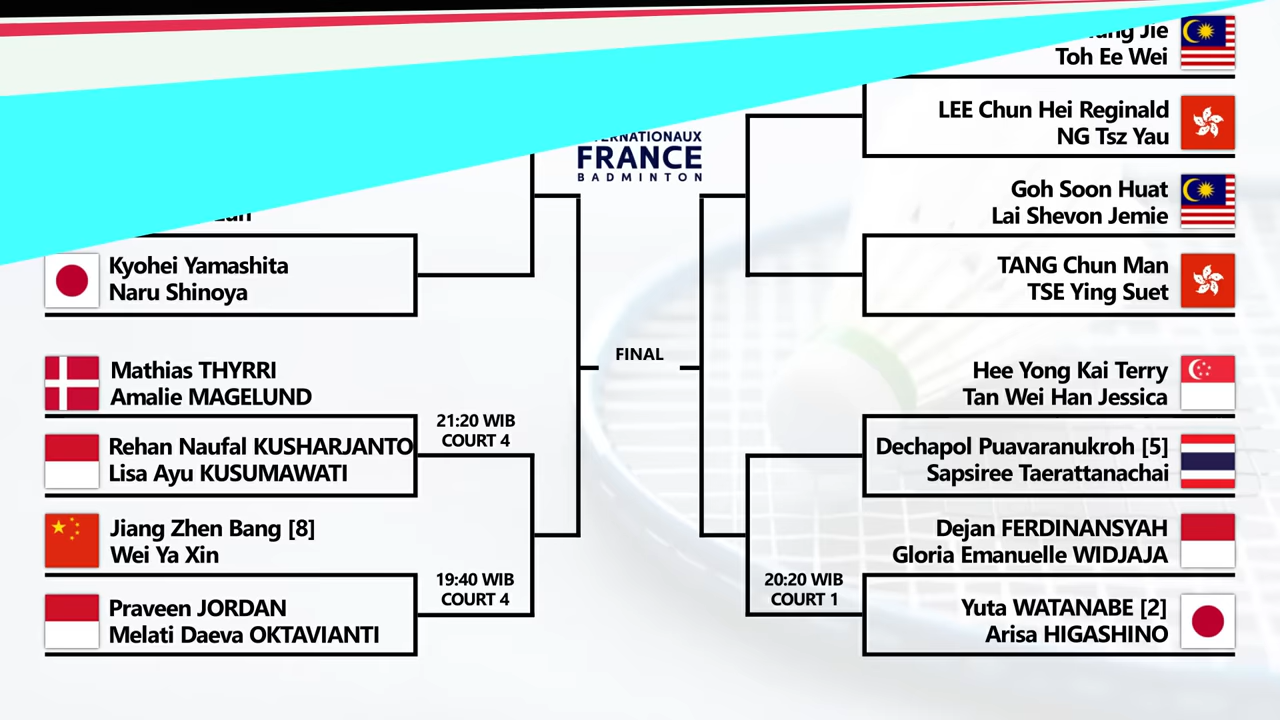 Toh Ee Wei
LEE Chun Hei Reginald
NG Tsz Yau
FRANCE
BADMINTON
Goh Soon Huat
Lai Shevon Jemie
Kyohei Yamashita
Naru Shinoya
TANG Chun Man
TSE Ying Suet
FINAL
Mathias THYRRI
Amalie MAGELUND
21:20 WIB
COURT 4
Rehan Naufal KUSHARJANTO
Lisa Ayu KUSUMAWATI
Jiang Zhen Bang [8]
Wei Ya Xin
19:40 WIB
COURT 4
Praveen JORDAN
Melati Daeva OKTAVIANTI
Hee Yong Kai Terry
Tan Wei Han Jessica
Dechapol Puavaranukroh [5]
Sapsiree Taerattanachai
Dejan FERDINANSYAH
Gloria Emanuelle WIDJAJA
20:20 WIB
COURT 1
Yuta WATANABE [2]
Arisa HIGASHINO